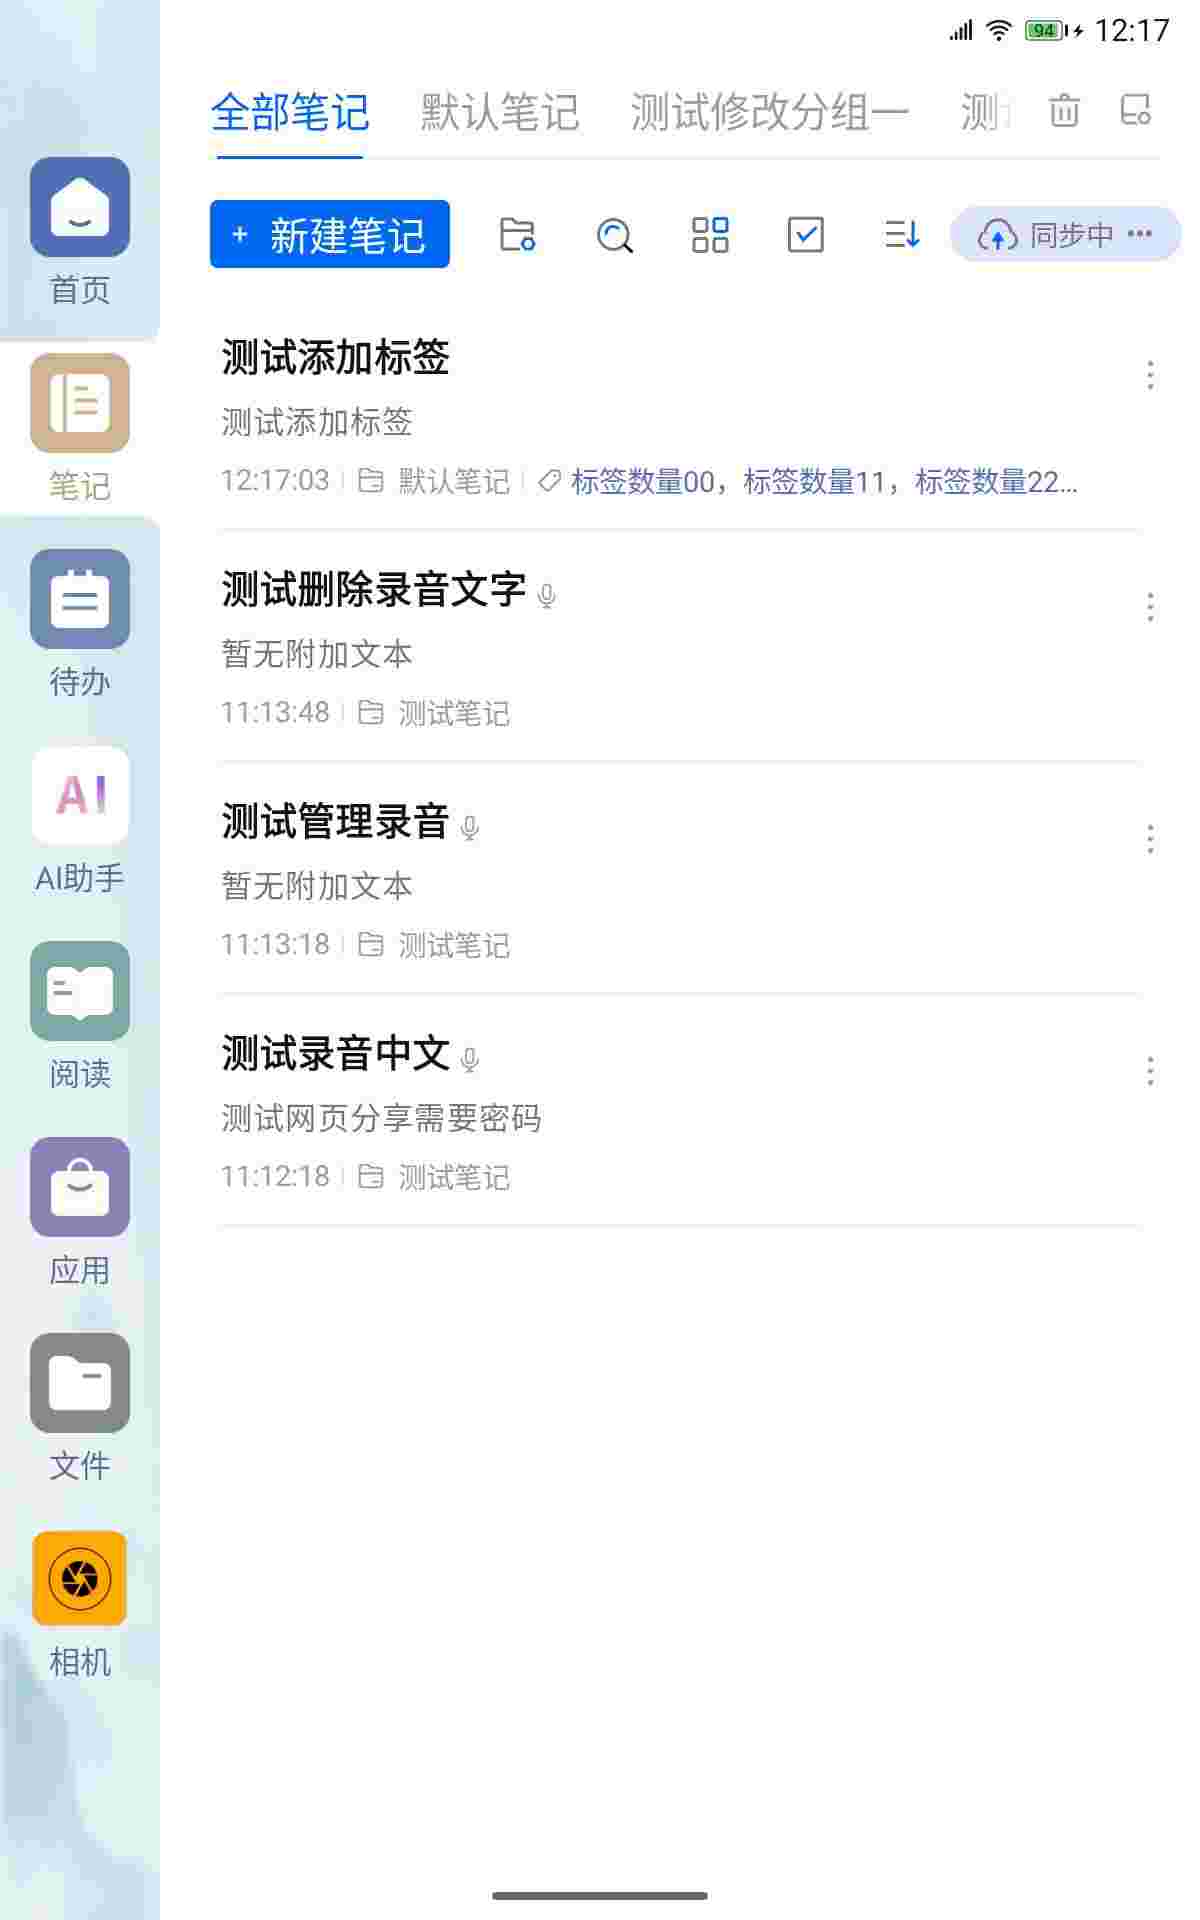 94 12:17
全部笔记 默认笔记 测试修改分组一 测
+ 新建笔记 同步中 ···
首页
笔记
待办
AI
AI助手
阅读
应用
文件
相机
测试添加标签
测试添加标签
12:17:03 默认笔记 标签数量00，标签数量11，标签数量22...
测试删除录音文字
暂无附加文本
11:13:48 测试笔记
测试管理录音
暂无附加文本
11:13:18 测试笔记
测试录音中文
测试网页分享需要密码
11:12:18 测试笔记